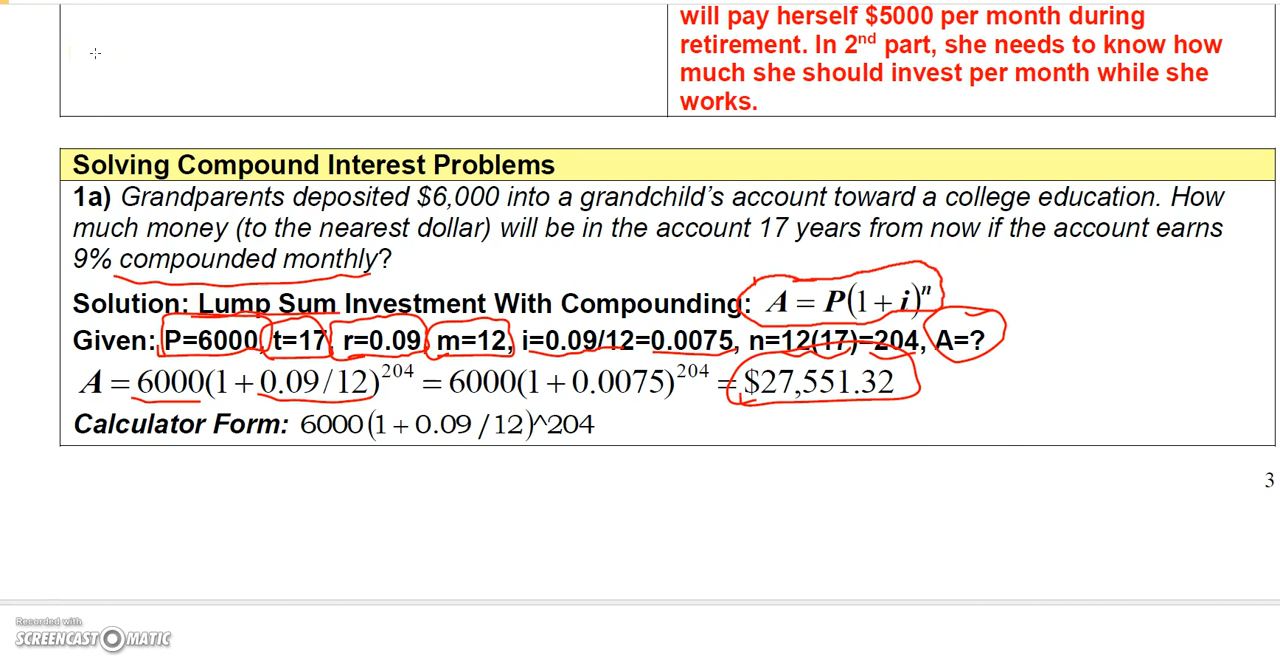 will pay herself $5000 per month during
retirement. In 2nd part, she needs to know how
much she should invest per month while she
works.
Solving Compound Interest Problems
1a) Grandparents deposited $6,000 into a grandchild’s account toward a college education. How
much money (to the nearest dollar) will be in the account 17 years from now if the account earns
9% compounded monthly?
Solution: Lump Sum Investment With Compounding: A = P(1 + i)^n
Given: P=6000, t=17, r=0.09, m=12, i=0.09/12=0.0075, n=12(17)=204, A=?
A = 6000(1 + 0.09/12)^204 = 6000(1 + 0.0075)^204 = $27,551.32
Calculator Form: 6000(1 + 0.09 / 12)^204
3
Recorded with
SCREENCAST-O-MATIC